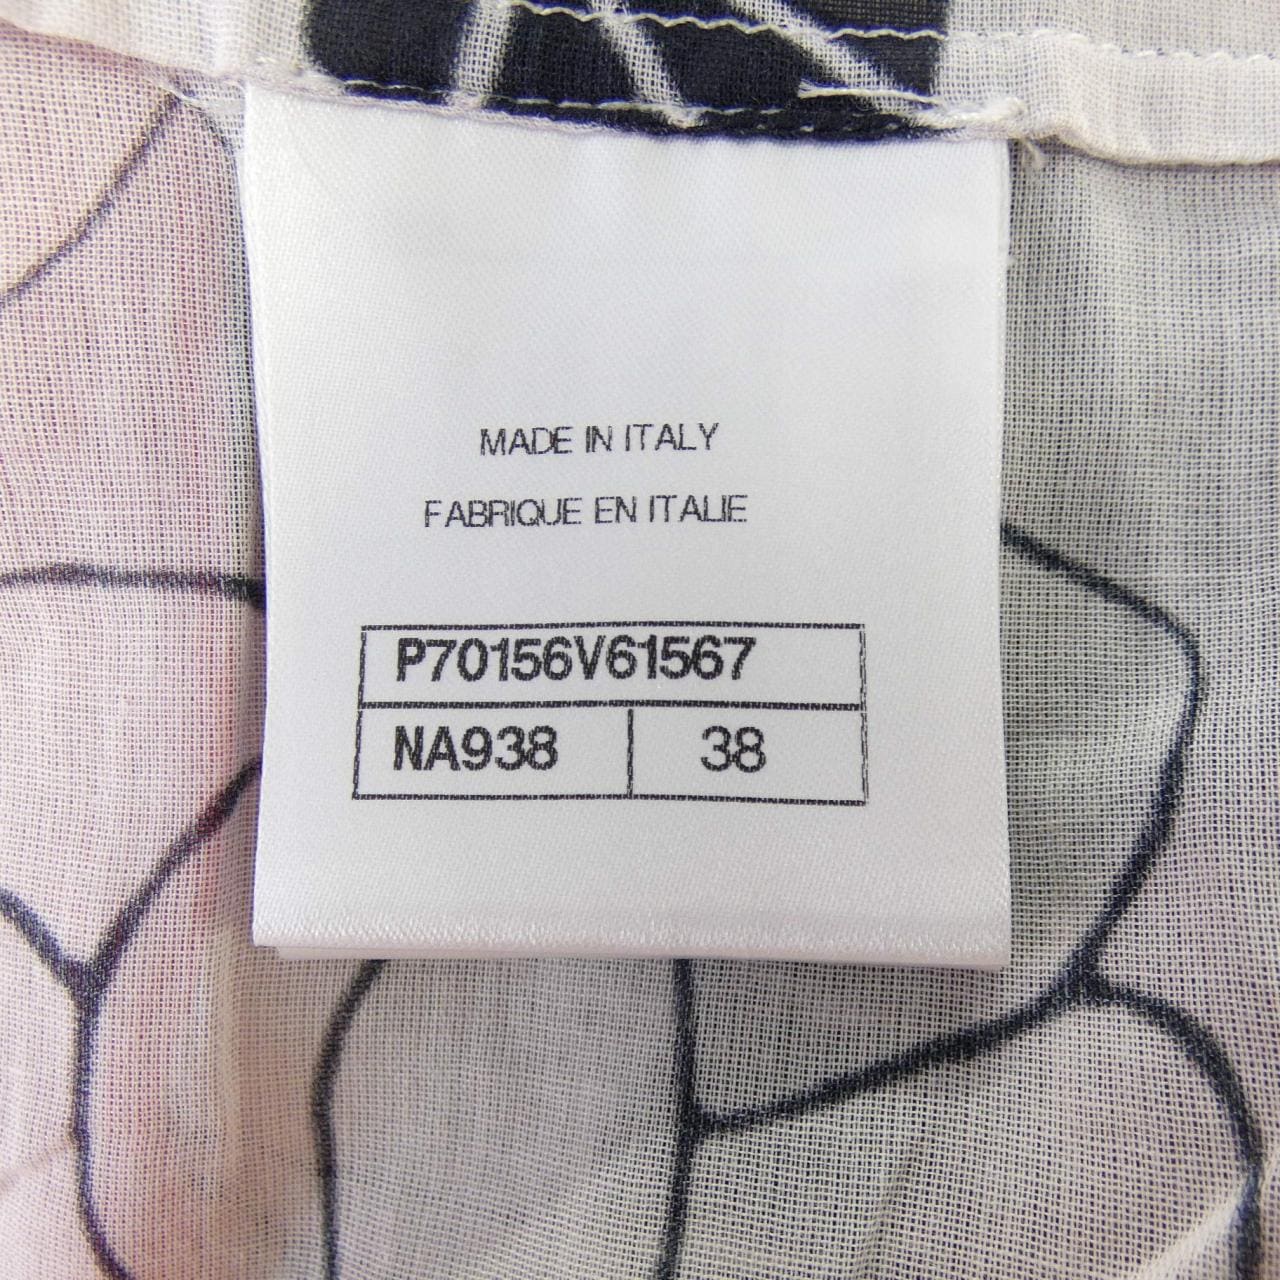 MADE IN ITALY
FABRIQUE EN ITALIE
P70156V61567
NA938 38